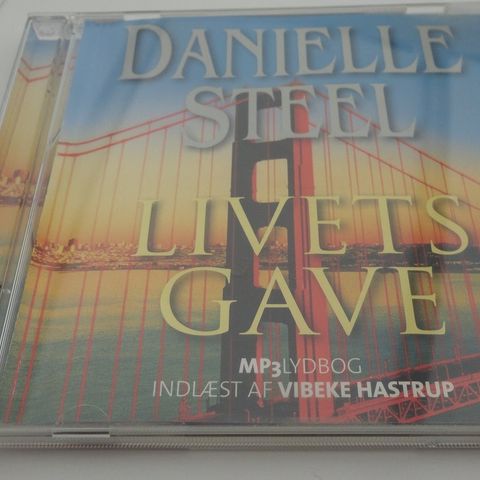 DANIELLE
STEEL
LIVETS
GAVE
MP3LYDBOG
INDLÆST AF VIBEKE HASTRUP